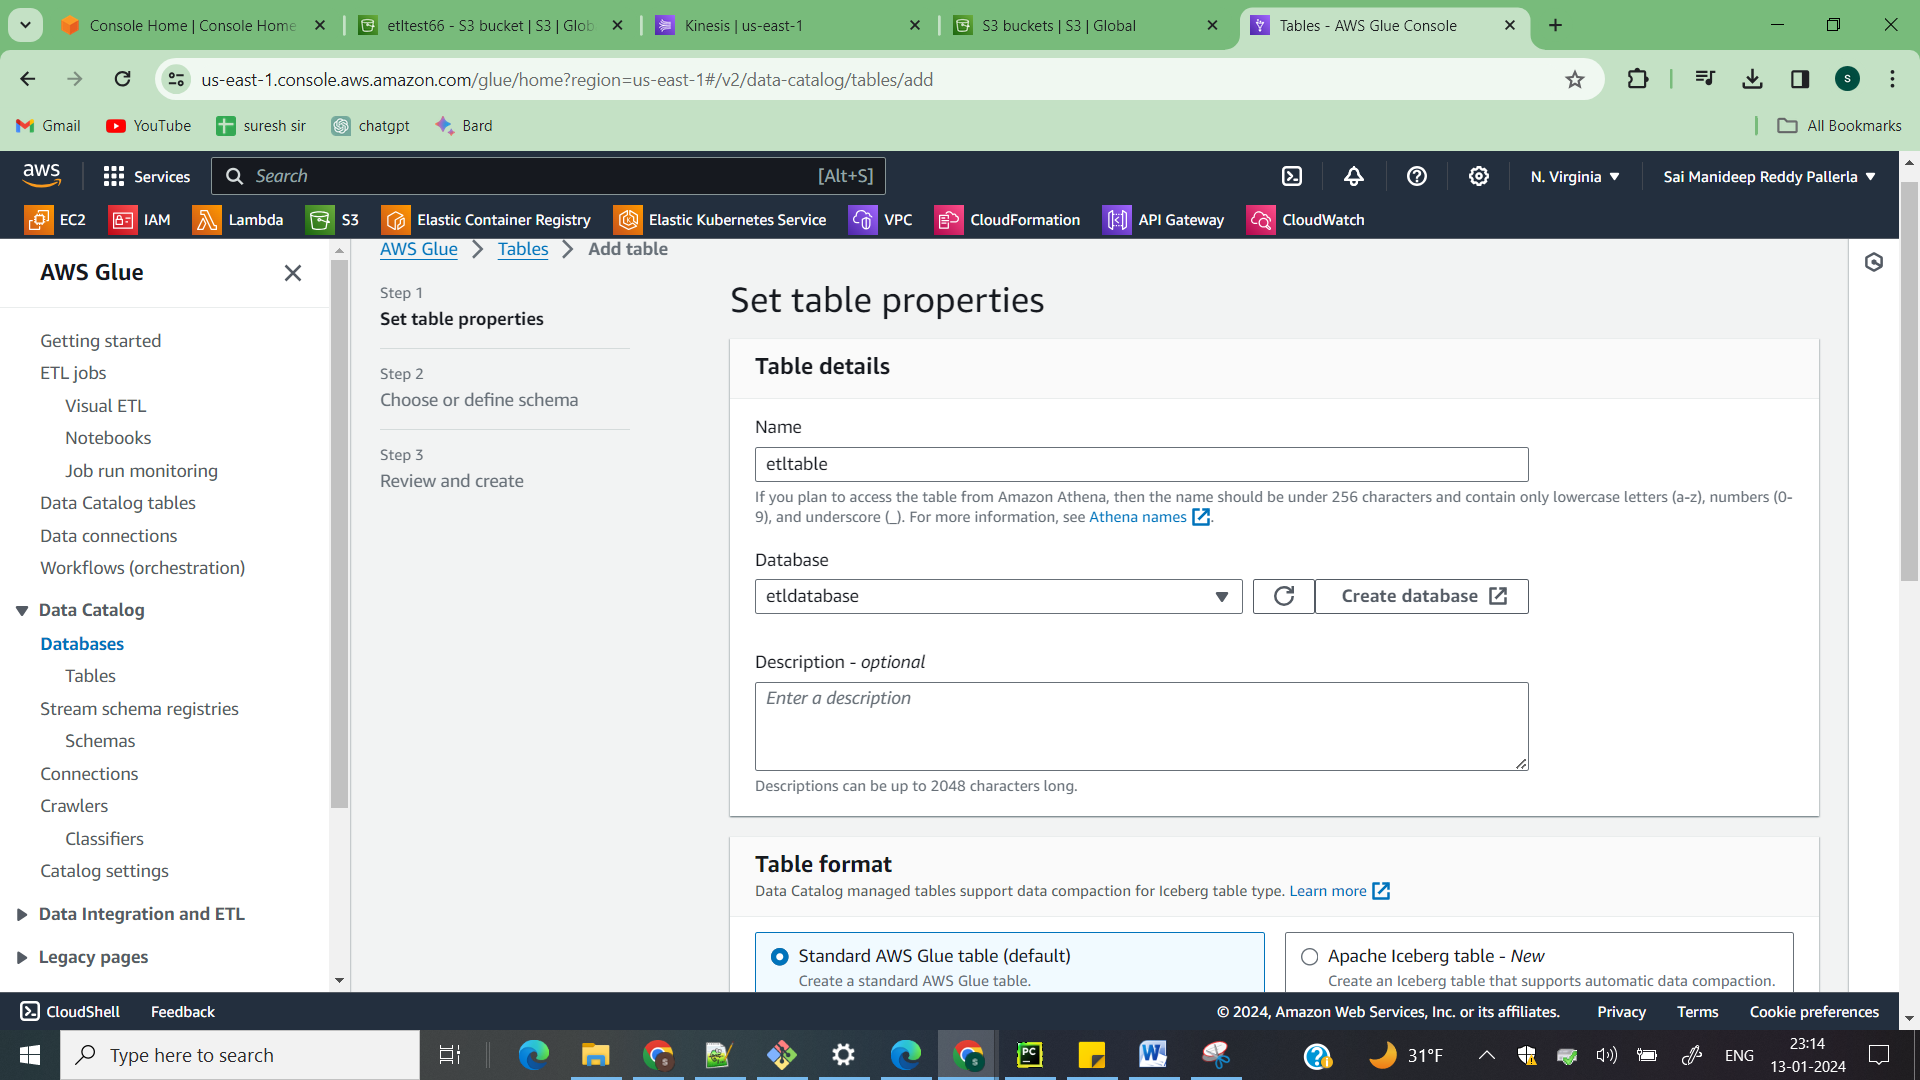 Console Home | Console Home
etltest66 - S3 bucket | S3 | Glob
Kinesis | us-east-1
S3 buckets | S3 | Global
Tables - AWS Glue Console
us-east-1.console.aws.amazon.com/glue/home?region=us-east-1#/v2/data-catalog/tables/add
S
Gmail
YouTube
suresh sir
chatgpt
Bard
All Bookmarks
aws
Services
Search
[Alt+S]
N. Virginia
Sai Manideep Reddy Pallerla
EC2
IAM
Lambda
S3
Elastic Container Registry
Elastic Kubernetes Service
VPC
CloudFormation
API Gateway
CloudWatch
AWS Glue
Getting started
ETL jobs
Visual ETL
Notebooks
Job run monitoring
Data Catalog tables
Data connections
Workflows (orchestration)
Data Catalog
Databases
Tables
Stream schema registries
Schemas
Connections
Crawlers
Classifiers
Catalog settings
Data Integration and ETL
Legacy pages
AWS Glue
Tables
Add table
Step 1
Set table properties
Step 2
Choose or define schema
Step 3
Review and create
Set table properties
Table details
Name
etltable
If you plan to access the table from Amazon Athena, then the name should be under 256 characters and contain only lowercase letters (a-z), numbers (0-
9), and underscore (_). For more information, see Athena names.
Database
etldatabase
Create database
Description - optional
Enter a description
Descriptions can be up to 2048 characters long.
Table format
Data Catalog managed tables support data compaction for Iceberg table type. Learn more
Standard AWS Glue table (default)
Create a standard AWS Glue table.
Apache Iceberg table - New
Create an Iceberg table that supports automatic data compaction.
CloudShell
Feedback
© 2024, Amazon Web Services, Inc. or its affiliates.
Privacy
Terms
Cookie preferences
Type here to search
PC
31°F
ENG
23:14
13-01-2024